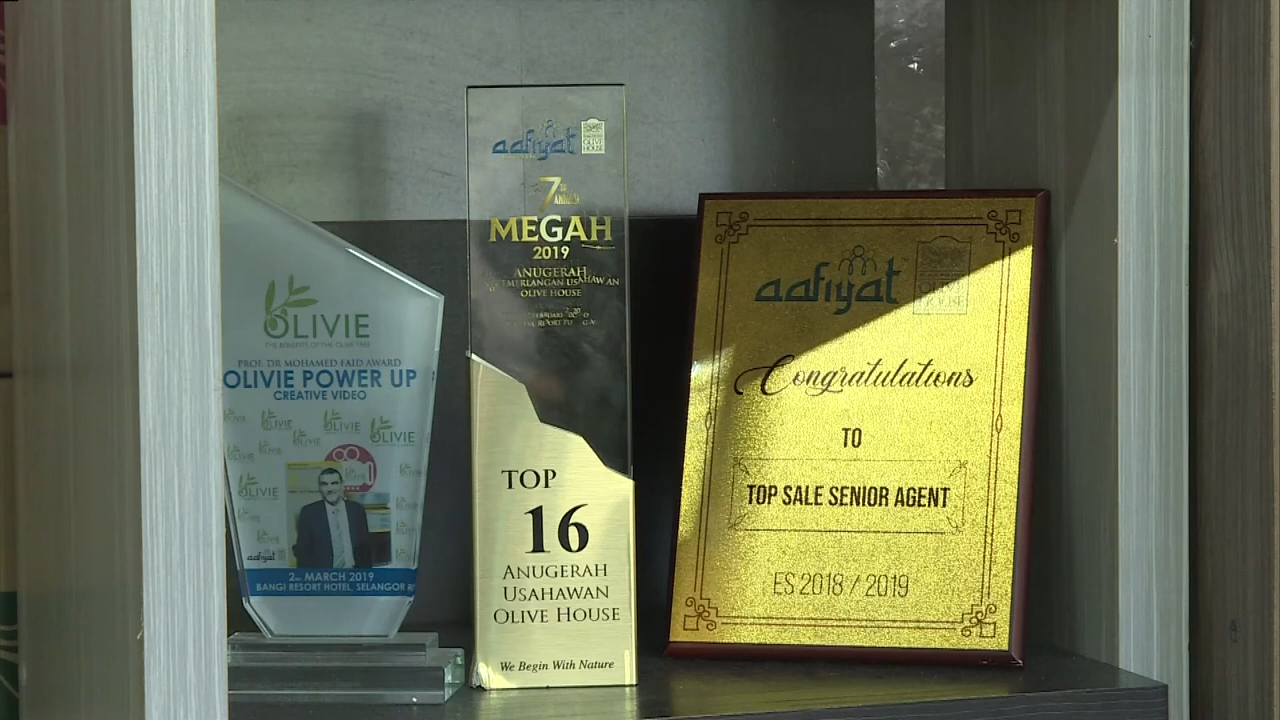 OLIVIE
THE BENEFITS OF THE OLIVE TREE
PROF. DR MOHAMED FAID AWARD
OLIVIE POWER UP
CREATIVE VIDEO
OLIVIE
OLIVIE
OLIVIE
OLIVIE
aafiyat
2ND MARCH 2019
BANGI RESORT HOTEL, SELANGOR
aafiyat
OLIVE
HOUSE
7TH
ANNUAL
MEGAH
2019
ANUGERAH
USAHAWAN
OLIVE HOUSE
TOP
16
ANUGERAH
USAHAWAN
OLIVE HOUSE
We Begin With Nature
aafiyat
OLIVE
HOUSE
Congratulations
TO
TOP SALE SENIOR AGENT
ES 2018 / 2019